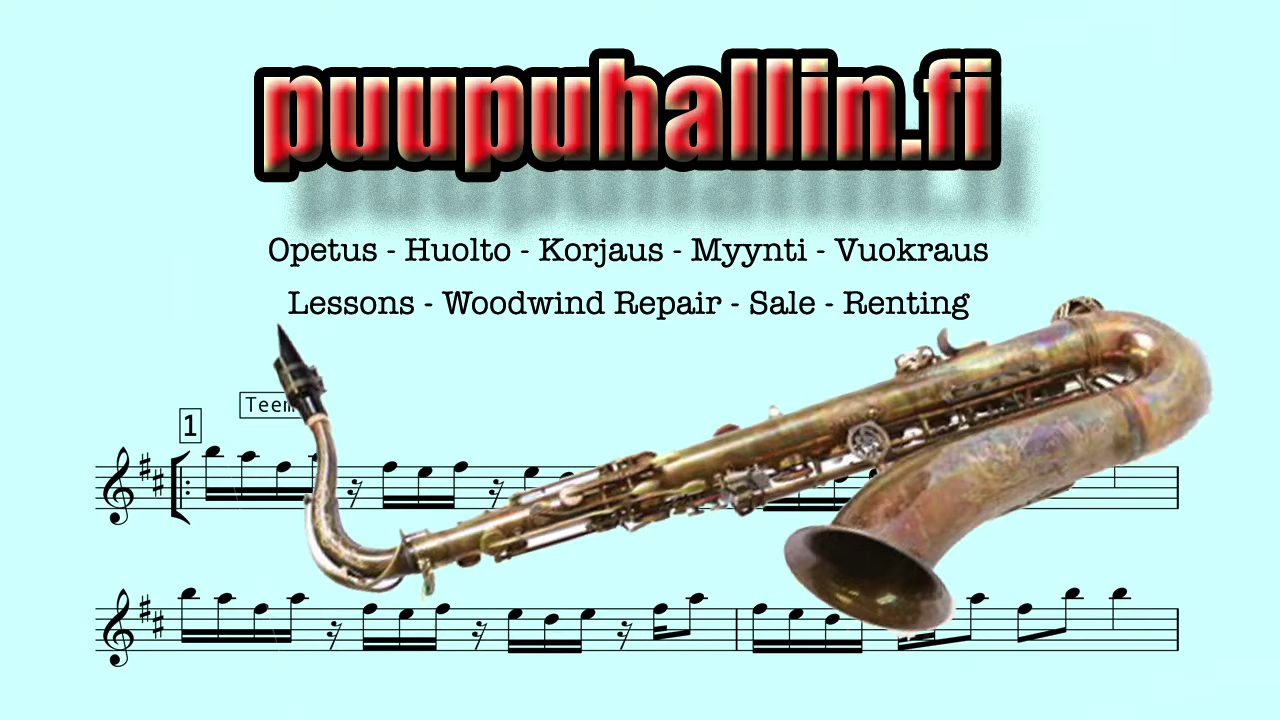 puupuhallin.fi
Opetus - Huolto - Korjaus - Myynti - Vuokraus
Lessons - Woodwind Repair - Sale - Renting
1